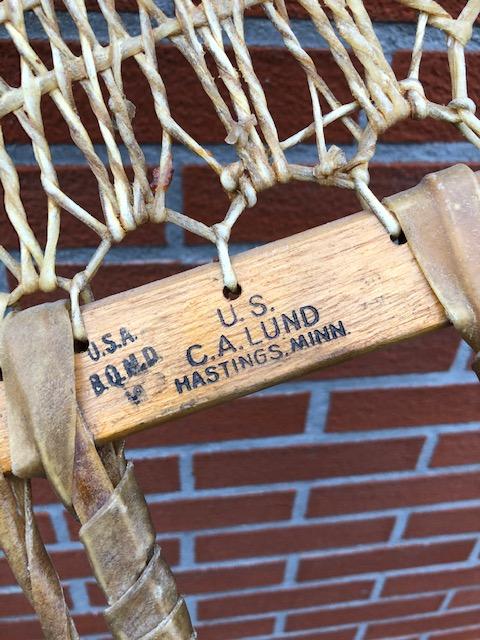 U.S.A.
B.Q.M.D.
U.S.
C.A. LUND
HASTINGS, MINN.